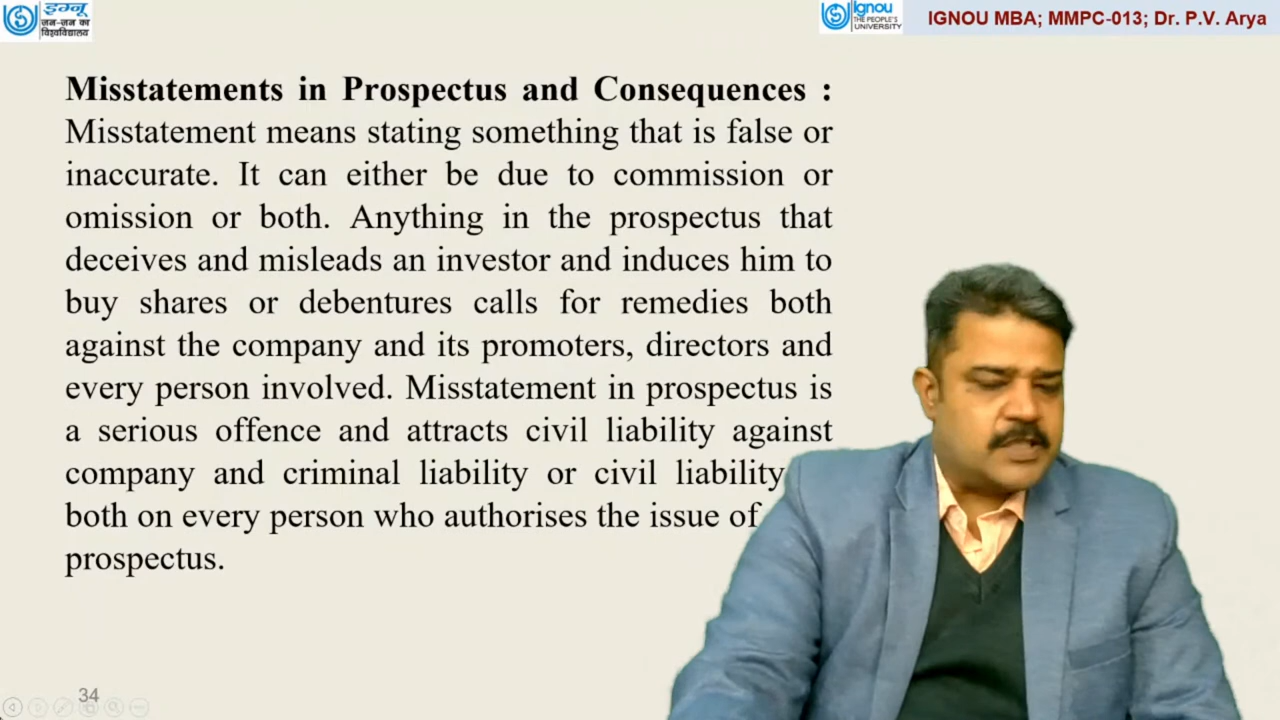 इग्नू
जन-जन का
विश्वविद्यालय
ignou
THE PEOPLE'S
UNIVERSITY
IGNOU MBA; MMPC-013; Dr. P.V. Arya
Misstatements in Prospectus and Consequences :
Misstatement means stating something that is false or
inaccurate. It can either be due to commission or
omission or both. Anything in the prospectus that
deceives and misleads an investor and induces him to
buy shares or debentures calls for remedies both
against the company and its promoters, directors and
every person involved. Misstatement in prospectus is
a serious offence and attracts civil liability against
company and criminal liability or civil liability
both on every person who authorises the issue of
prospectus.
34